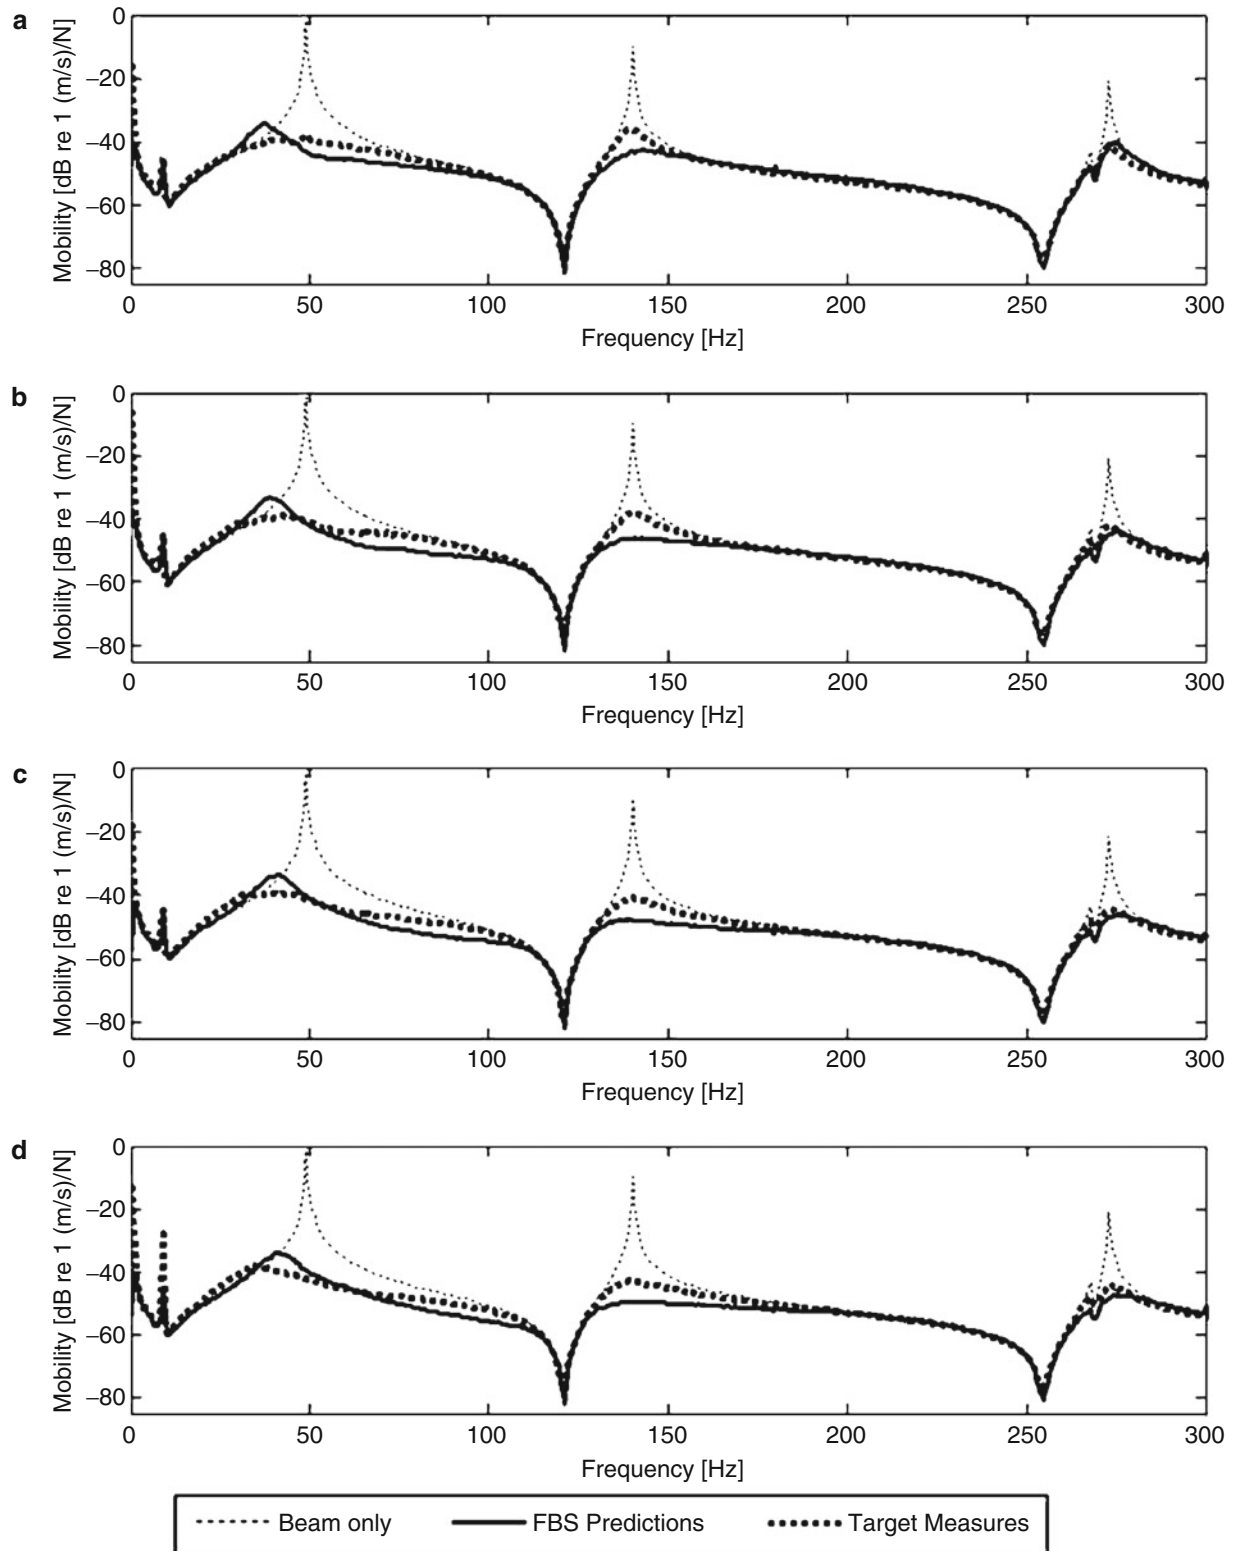 a
Mobility [dB re 1 (m/s)/N]
0
−20
−40
−60
−80
0 50 100 150 200 250 300
Frequency [Hz]
b
Mobility [dB re 1 (m/s)/N]
0
−20
−40
−60
−80
0 50 100 150 200 250 300
Frequency [Hz]
c
Mobility [dB re 1 (m/s)/N]
0
−20
−40
−60
−80
0 50 100 150 200 250 300
Frequency [Hz]
d
Mobility [dB re 1 (m/s)/N]
0
−20
−40
−60
−80
0 50 100 150 200 250 300
Frequency [Hz]
Beam only FBS Predictions Target Measures